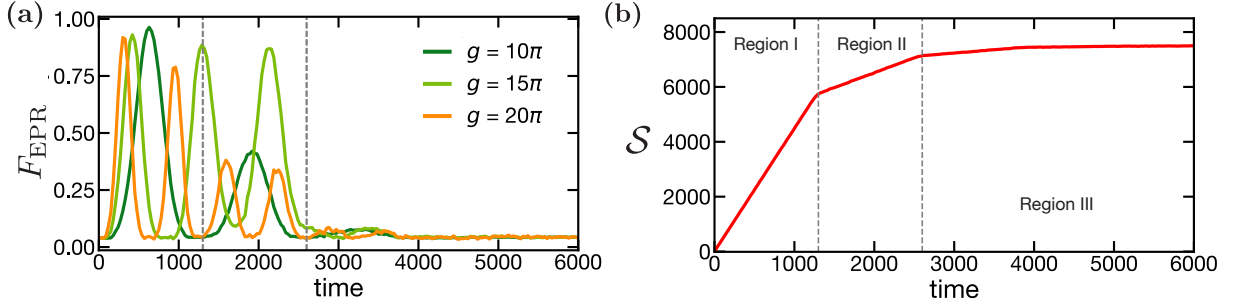 (a)
1.00
0.75
0.50
0.25
0.00
F_EPR
g = 10π
g = 15π
g = 20π
0 1000 2000 3000 4000 5000 6000
time
(b)
8000
6000
4000
2000
0
S
Region I
Region II
Region III
0 1000 2000 3000 4000 5000 6000
time